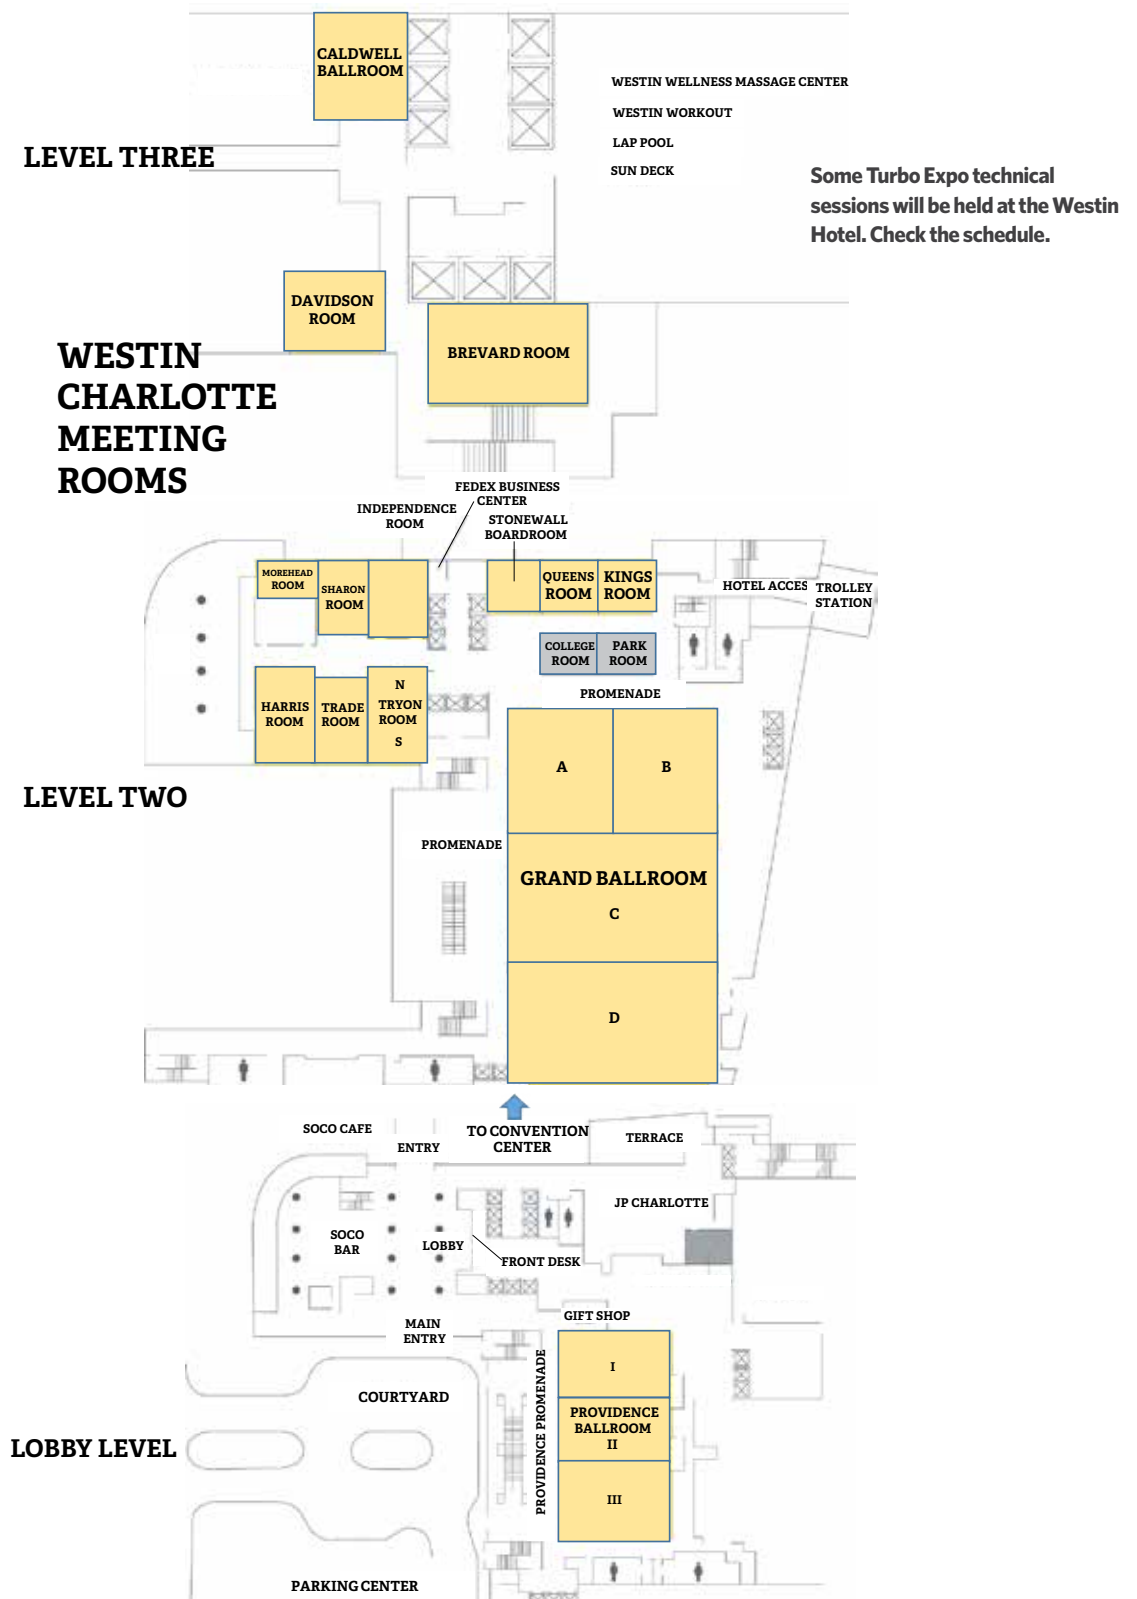 CALDWELL
BALLROOM
WESTIN WELLNESS MASSAGE CENTER
WESTIN WORKOUT
LAP POOL
SUN DECK
LEVEL THREE
Some Turbo Expo technical
sessions will be held at the Westin
Hotel. Check the schedule.
DAVIDSON
ROOM
BREVARD ROOM
WESTIN
CHARLOTTE
MEETING
ROOMS
FEDEX BUSINESS
CENTER
INDEPENDENCE
ROOM
STONEWALL
BOARDROOM
MOREHEAD
ROOM
SHARON
ROOM
QUEENS
ROOM
KINGS
ROOM
HOTEL ACCES
TROLLEY
STATION
COLLEGE
ROOM
PARK
ROOM
PROMENADE
HARRIS
ROOM
TRADE
ROOM
N
TRYON
ROOM
S
A
B
LEVEL TWO
PROMENADE
GRAND BALLROOM
C
D
TO CONVENTION
CENTER
SOCO CAFE
ENTRY
TERRACE
JP CHARLOTTE
SOCO
BAR
LOBBY
FRONT DESK
GIFT SHOP
MAIN
ENTRY
I
PROVIDENCE PROMENADE
COURTYARD
PROVIDENCE
BALLROOM
II
LOBBY LEVEL
III
PARKING CENTER